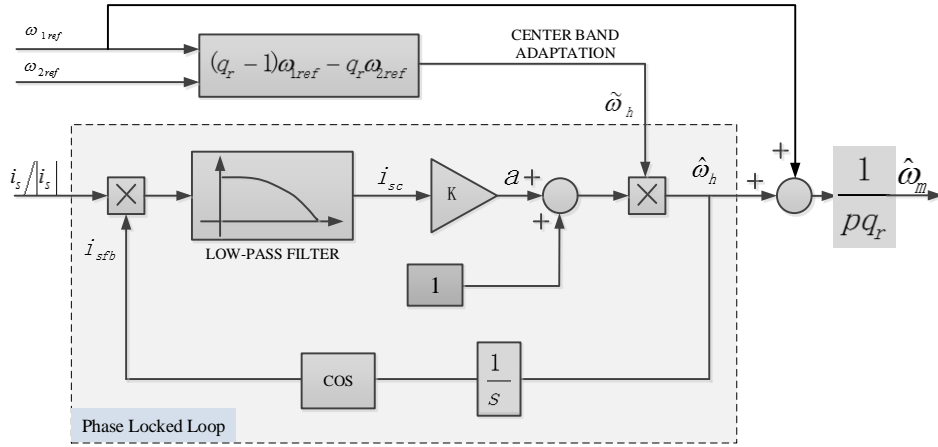 ω1ref
ω2ref
(qr − 1)ω1ref − qrω2ref
CENTER BAND
ADAPTATION
ω̃h
+
is/|is|
×
LOW-PASS FILTER
isc
K
a
+
+
×
ω̂h
+
1
pqr
ω̂m
isfb
1
COS
1
s
Phase Locked Loop